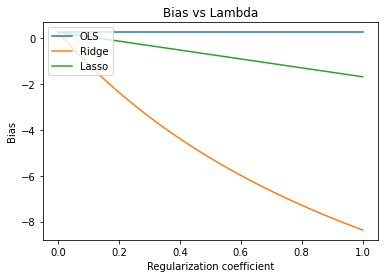 Bias vs Lambda
OLS
Ridge
Lasso
0
−2
−4
−6
−8
Bias
0.0 0.2 0.4 0.6 0.8 1.0
Regularization coefficient